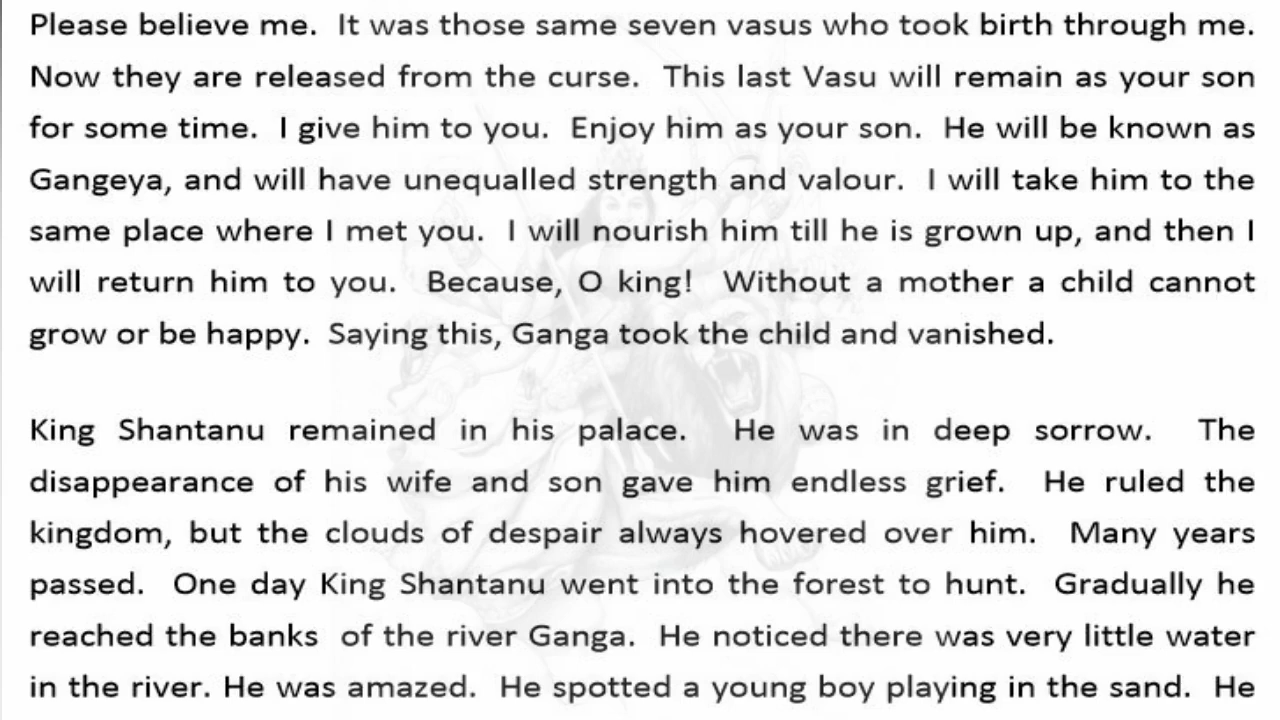 Please believe me.  It was those same seven vasus who took birth through me.
Now they are released from the curse.  This last Vasu will remain as your son
for some time.  I give him to you.  Enjoy him as your son.  He will be known as
Gangeya, and will have unequalled strength and valour.  I will take him to the
same place where I met you.  I will nourish him till he is grown up, and then I
will return him to you.  Because, O king!  Without a mother a child cannot
grow or be happy.  Saying this, Ganga took the child and vanished.
King Shantanu remained in his palace.  He was in deep sorrow.  The
disappearance of his wife and son gave him endless grief.  He ruled the
kingdom, but the clouds of despair always hovered over him.  Many years
passed.  One day King Shantanu went into the forest to hunt.  Gradually he
reached the banks  of the river Ganga.  He noticed there was very little water
in the river. He was amazed.  He spotted a young boy playing in the sand.  He